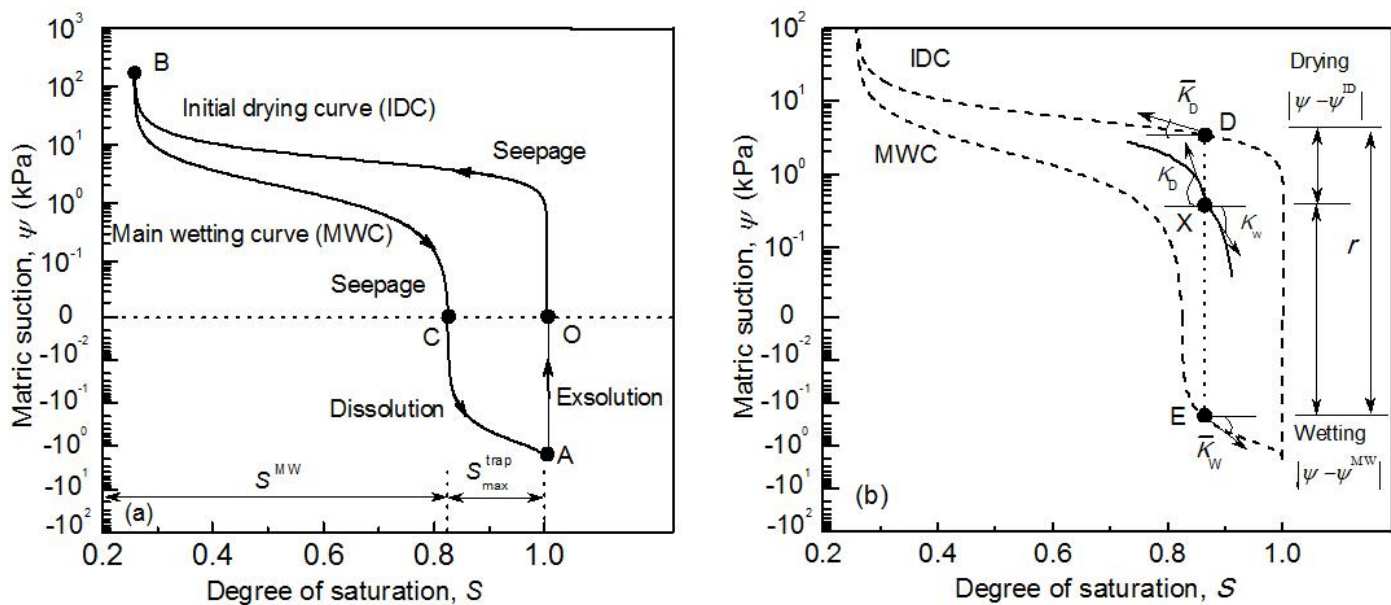 10³
10²
10¹
10⁰
10⁻¹
0
-10⁻²
-10⁻¹
-10⁰
-10¹
-10²
Matric suction, ψ (kPa)
B
Initial drying curve (IDC)
Seepage
Main wetting curve (MWC)
Seepage
C
O
Dissolution
Exsolution
A
S^MW
S^trap_max
(a)
0.2 0.4 0.6 0.8 1.0
Degree of saturation, S
10²
10¹
10⁰
10⁻¹
0
-10⁻²
-10⁻¹
-10⁰
-10¹
-10²
Matric suction, ψ (kPa)
IDC
MWC
K̅_D
D
K_D
X
K_W
E
K̅_W
Drying
|ψ-ψ^ID|
r
Wetting
|ψ-ψ^MW|
(b)
0.2 0.4 0.6 0.8 1.0
Degree of saturation, S